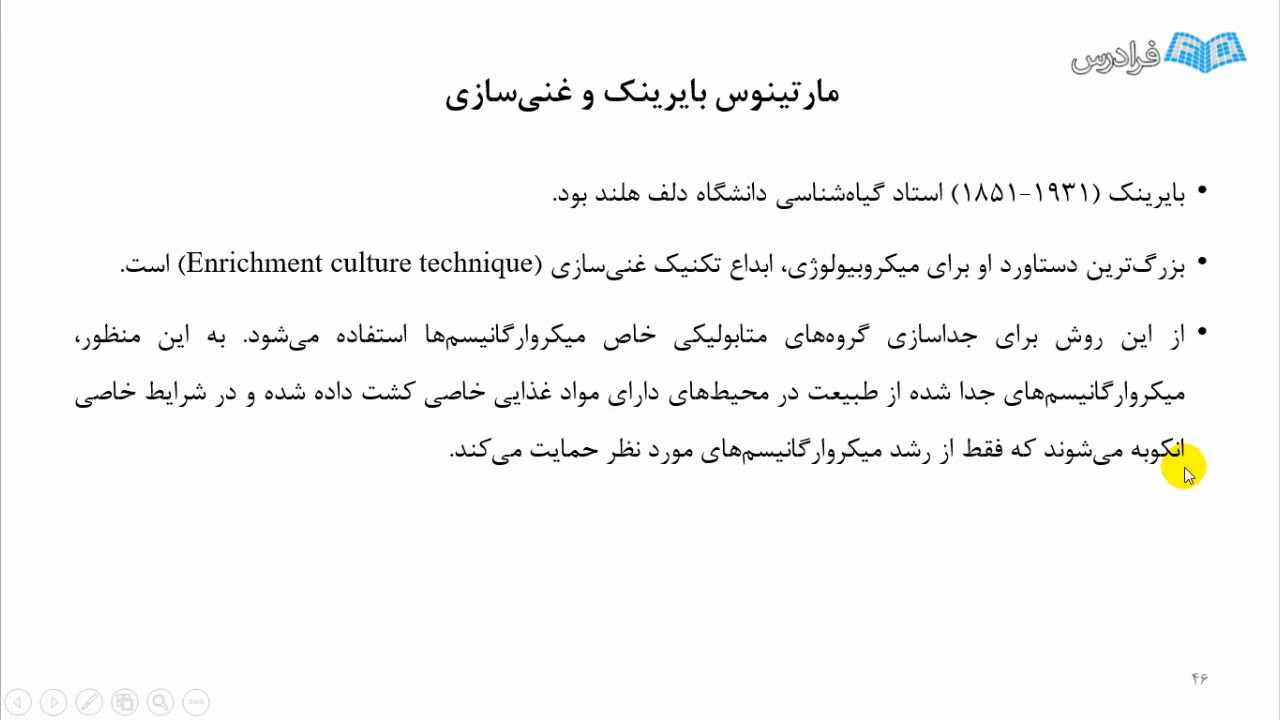 فرادرس
مارتینوس بایرینک و غنی‌سازی
• بایرینک (۱۹۳۱-۱۸۵۱) استاد گیاه‌شناسی دانشگاه دلف هلند بود.
• بزرگ‌ترین دستاورد او برای میکروبیولوژی، ابداع تکنیک غنی‌سازی (Enrichment culture technique) است.
• از این روش برای جداسازی گروه‌های متابولیکی خاص میکروارگانیسم‌ها استفاده می‌شود. به این منظور،
میکروارگانیسم‌های جدا شده از طبیعت در محیط‌های دارای مواد غذایی خاصی کشت داده شده و در شرایط خاصی
انکوبه می‌شوند که فقط از رشد میکروارگانیسم‌های مورد نظر حمایت می‌کند.
۴۶